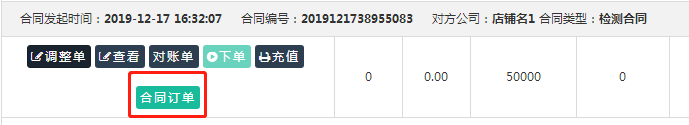 合同发起时间：2019-12-17 16:32:07 合同编号：2019121738955083 对方公司：店铺名1 合同类型：检测合同
调整单 查看 对账单 下单 充值 0 0.00 50000 0
合同订单